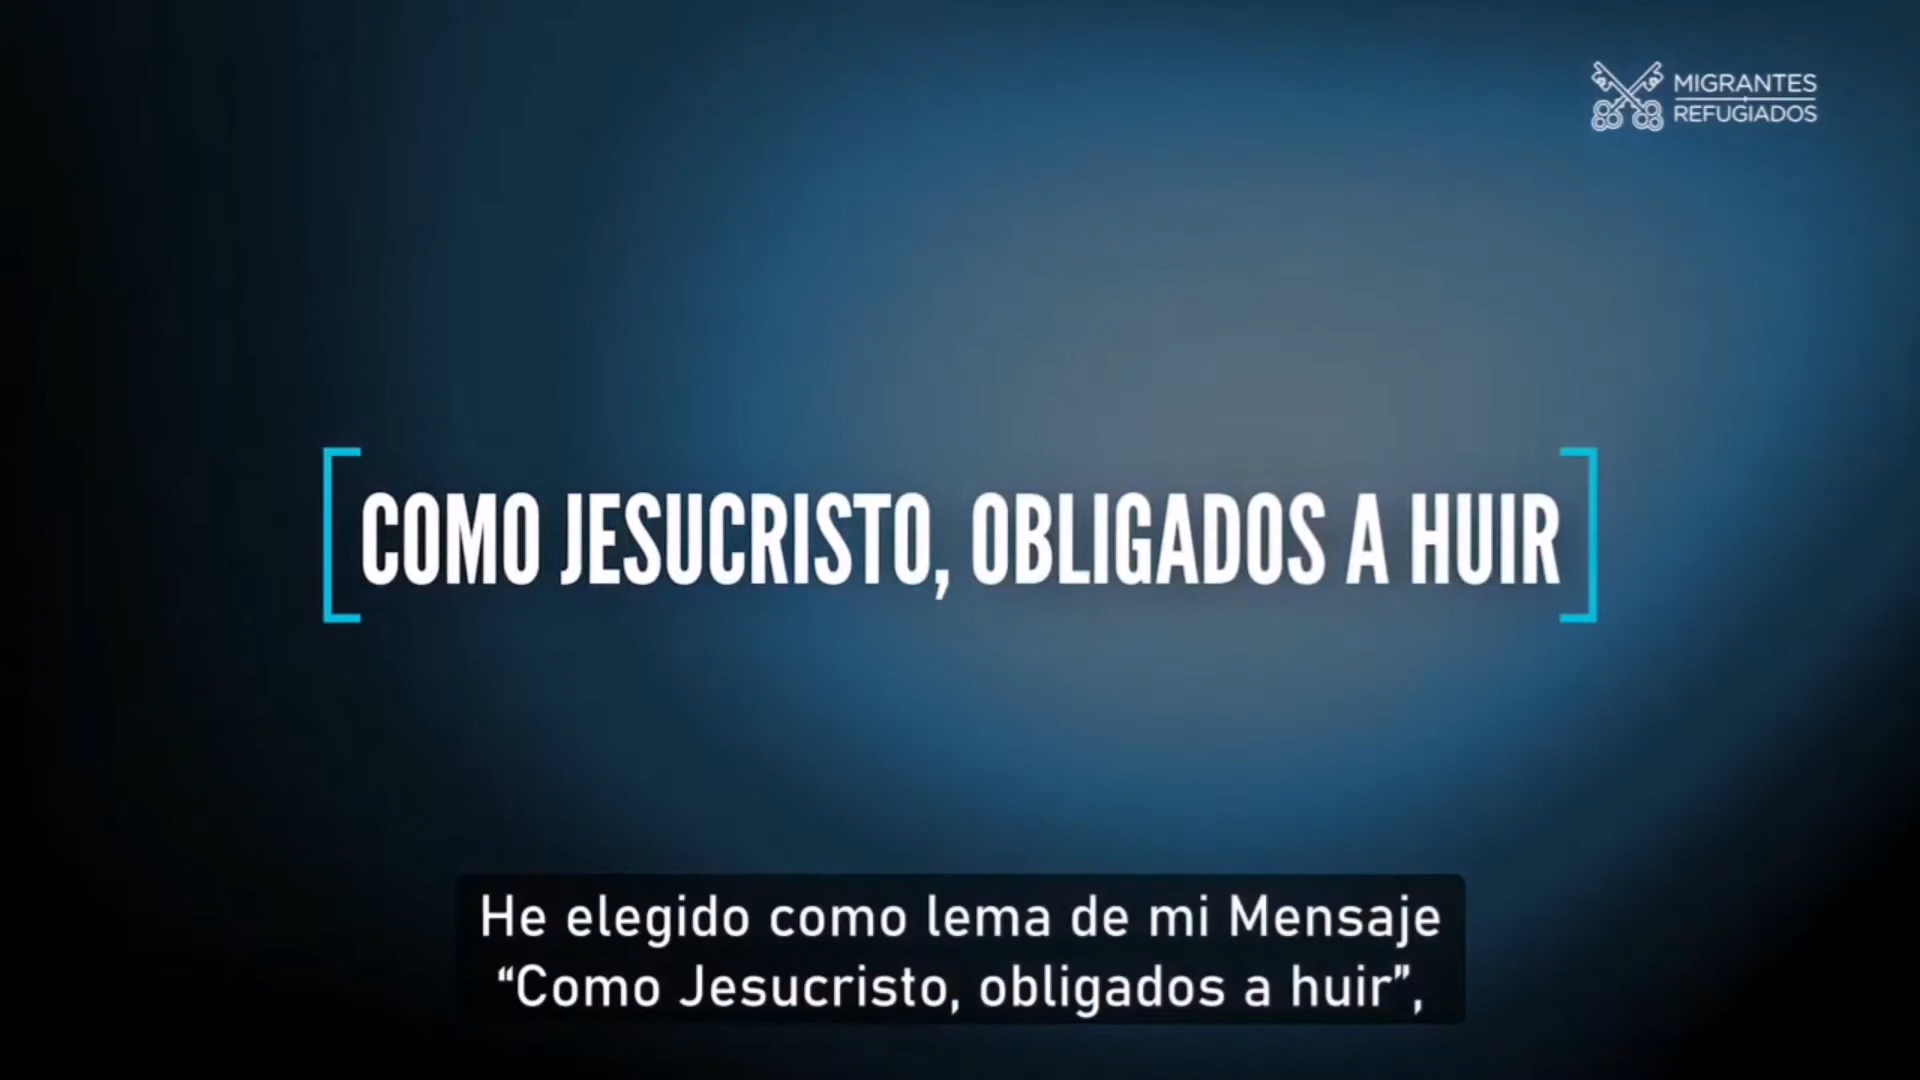 MIGRANTES
REFUGIADOS
COMO JESUCRISTO, OBLIGADOS A HUIR
He elegido como lema de mi Mensaje
“Como Jesucristo, obligados a huir”,